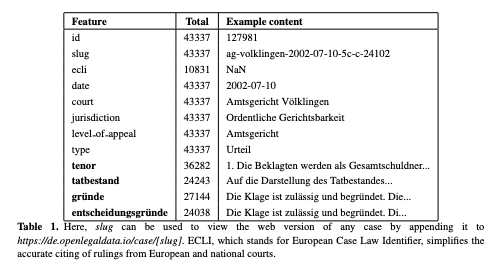 Feature Total Example content
id 43337 127981
slug 43337 ag-volklingen-2002-07-10-5c-c-24102
ecli 10831 NaN
date 43337 2002-07-10
court 43337 Amtsgericht Völklingen
jurisdiction 43337 Ordentliche Gerichtsbarkeit
level_of_appeal 43337 Amtsgericht
type 43337 Urteil
tenor 36282 1. Die Beklagten werden als Gesamtschuldner...
tatbestand 24243 Auf die Darstellung des Tatbestandes...
gründe 27144 Die Klage ist zulässig und begründet. Die...
entscheidungsgründe 24038 Die Klage ist zulässig und begründet. Di...
Table 1. Here, slug can be used to view the web version of any case by appending it to
https://de.openlegaldata.io/case/[slug]. ECLI, which stands for European Case Law Identifier, simplifies the
accurate citing of rulings from European and national courts.